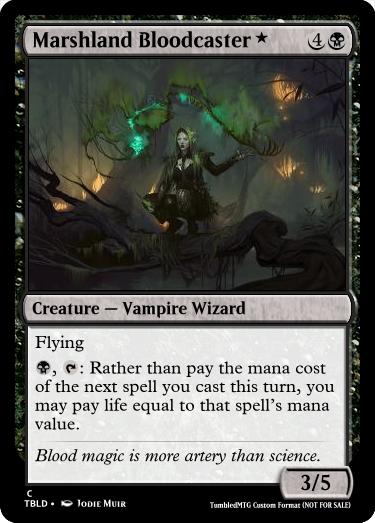 Marshland Bloodcaster ★ 4
Creature — Vampire Wizard
Flying
, : Rather than pay the mana cost
of the next spell you cast this turn, you
may pay life equal to that spell's mana
value.
Blood magic is more artery than science.
3/5
C
TBLD • Jodie Muir
TumbledMTG Custom Format (NOT FOR SALE)